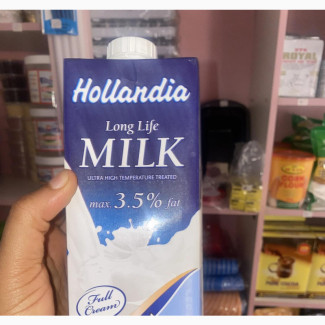 Hollandia
Long Life
MILK
ULTRA HIGH TEMPERATURE TREATED
max. 3.5% fat
Full
Cream
ROYAL